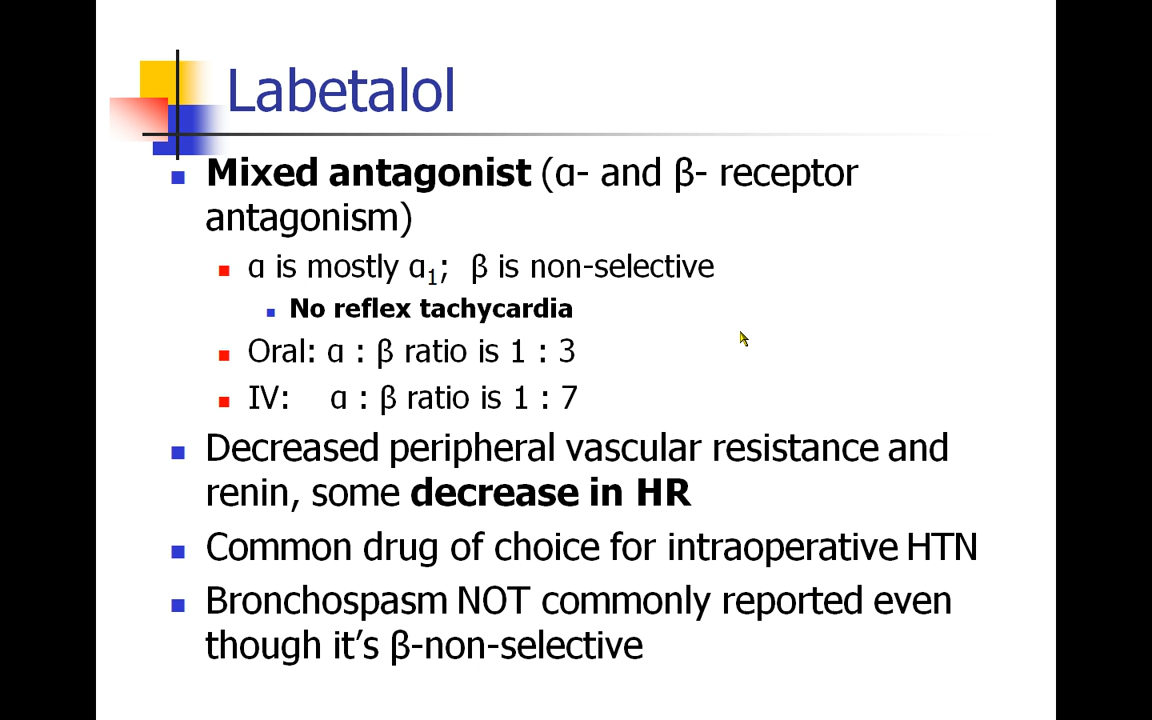 Labetalol
Mixed antagonist (α- and β- receptor
antagonism)
α is mostly α₁; β is non-selective
No reflex tachycardia
Oral: α : β ratio is 1 : 3
IV: α : β ratio is 1 : 7
Decreased peripheral vascular resistance and
renin, some decrease in HR
Common drug of choice for intraoperative HTN
Bronchospasm NOT commonly reported even
though it’s β-non-selective